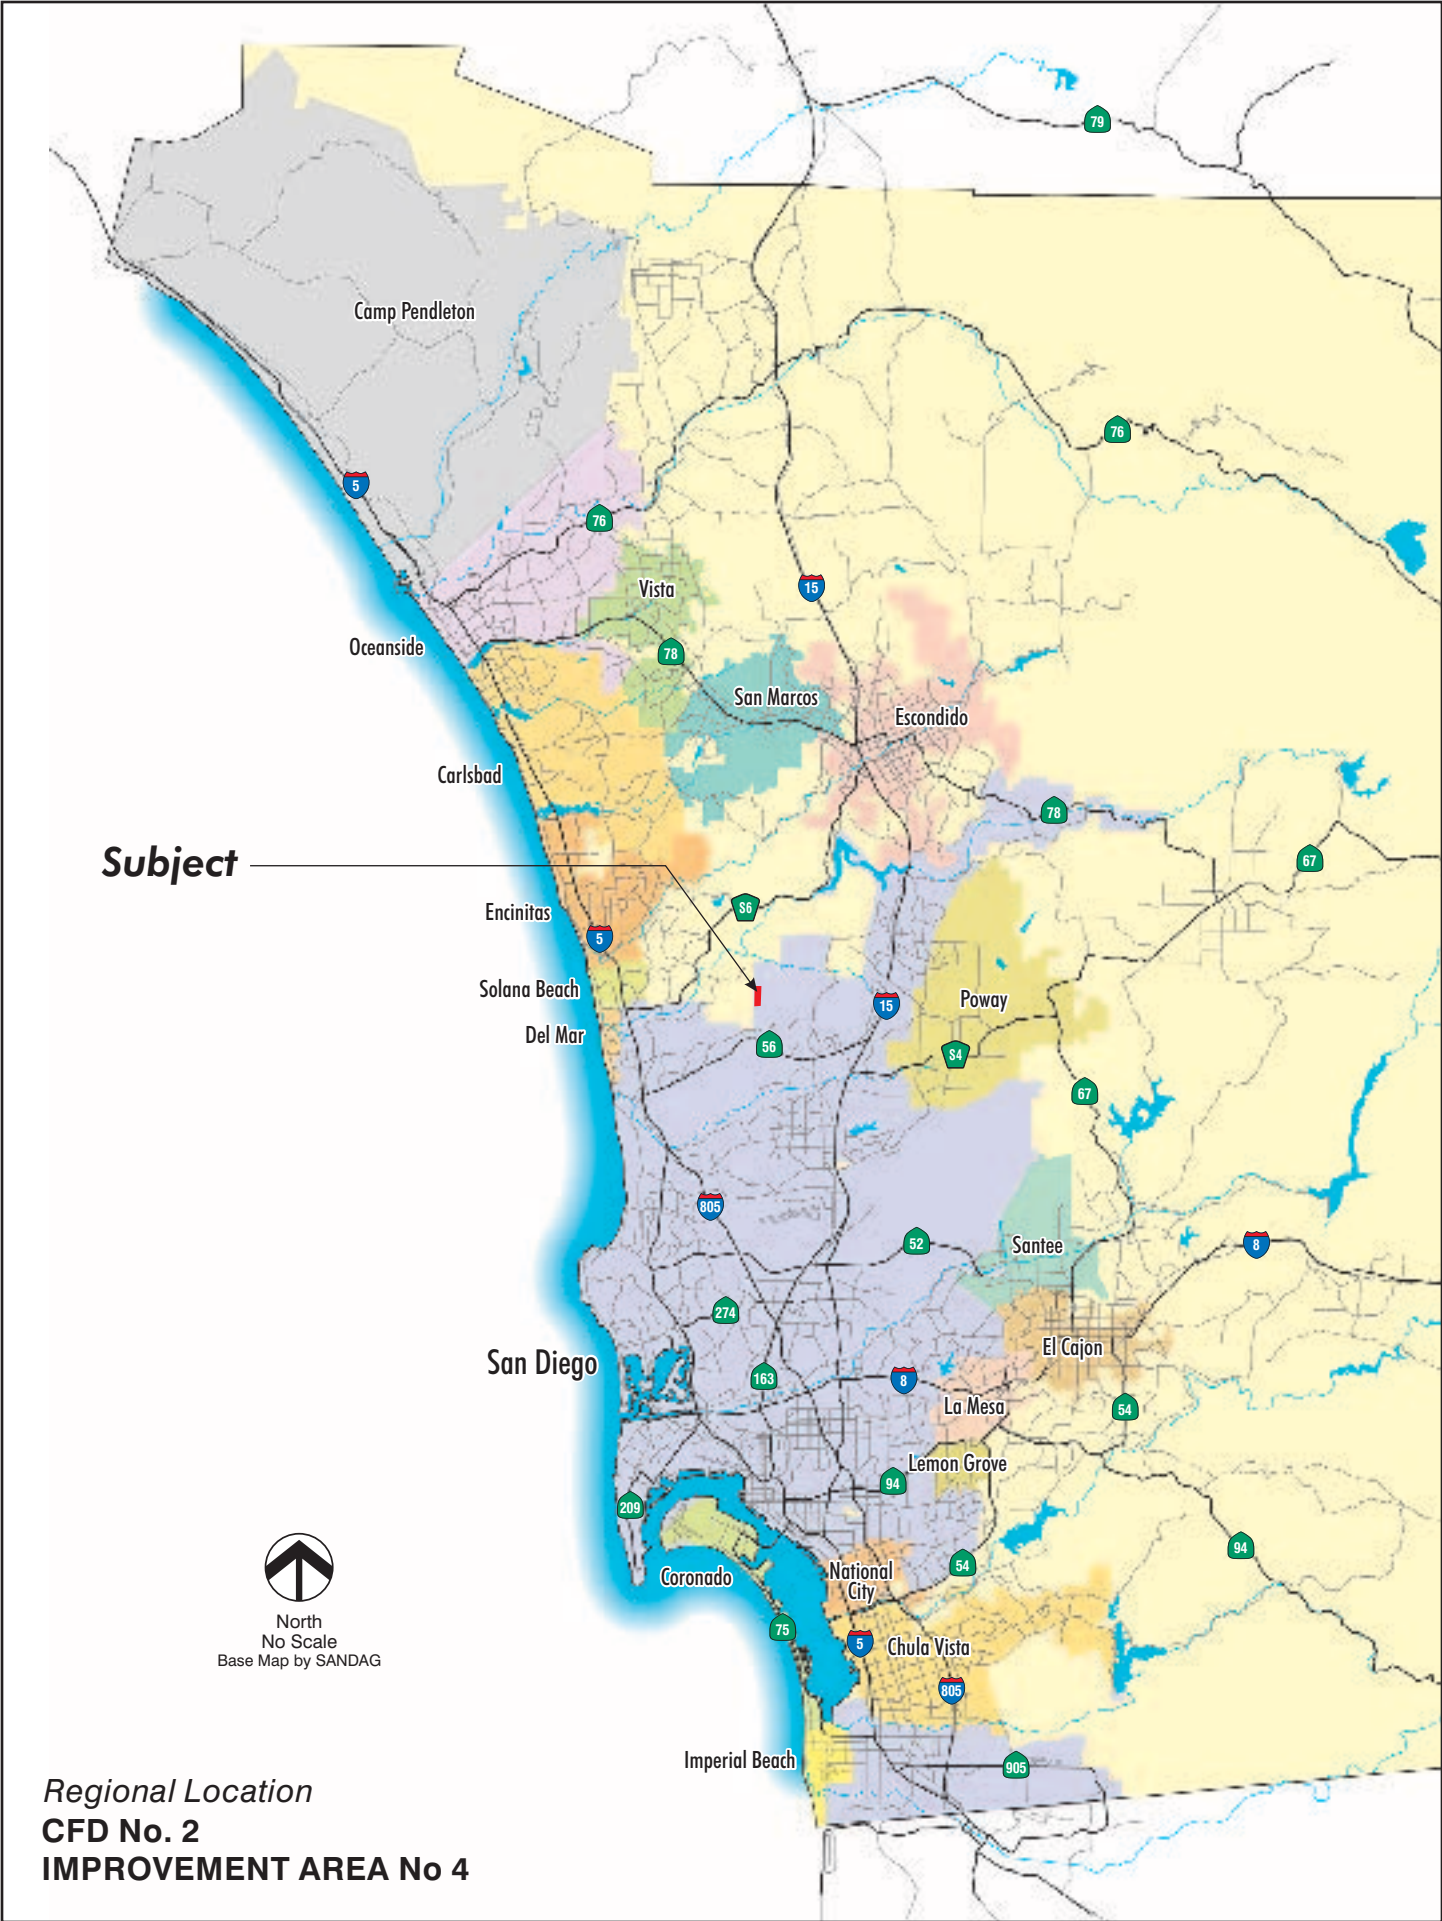 79
Camp Pendleton
76
5
76
15
Vista
Oceanside
78
San Marcos
Escondido
Carlsbad
78
67
Subject
S6
Encinitas
5
Solana Beach
15
Poway
Del Mar
56
S4
67
805
52
Santee
8
274
San Diego
El Cajon
163
8
La Mesa
54
Lemon Grove
94
209
94
54
Coronado
National
City
North
No Scale
Base Map by SANDAG
75
5
Chula Vista
805
Imperial Beach
905
Regional Location
CFD No. 2
IMPROVEMENT AREA No 4